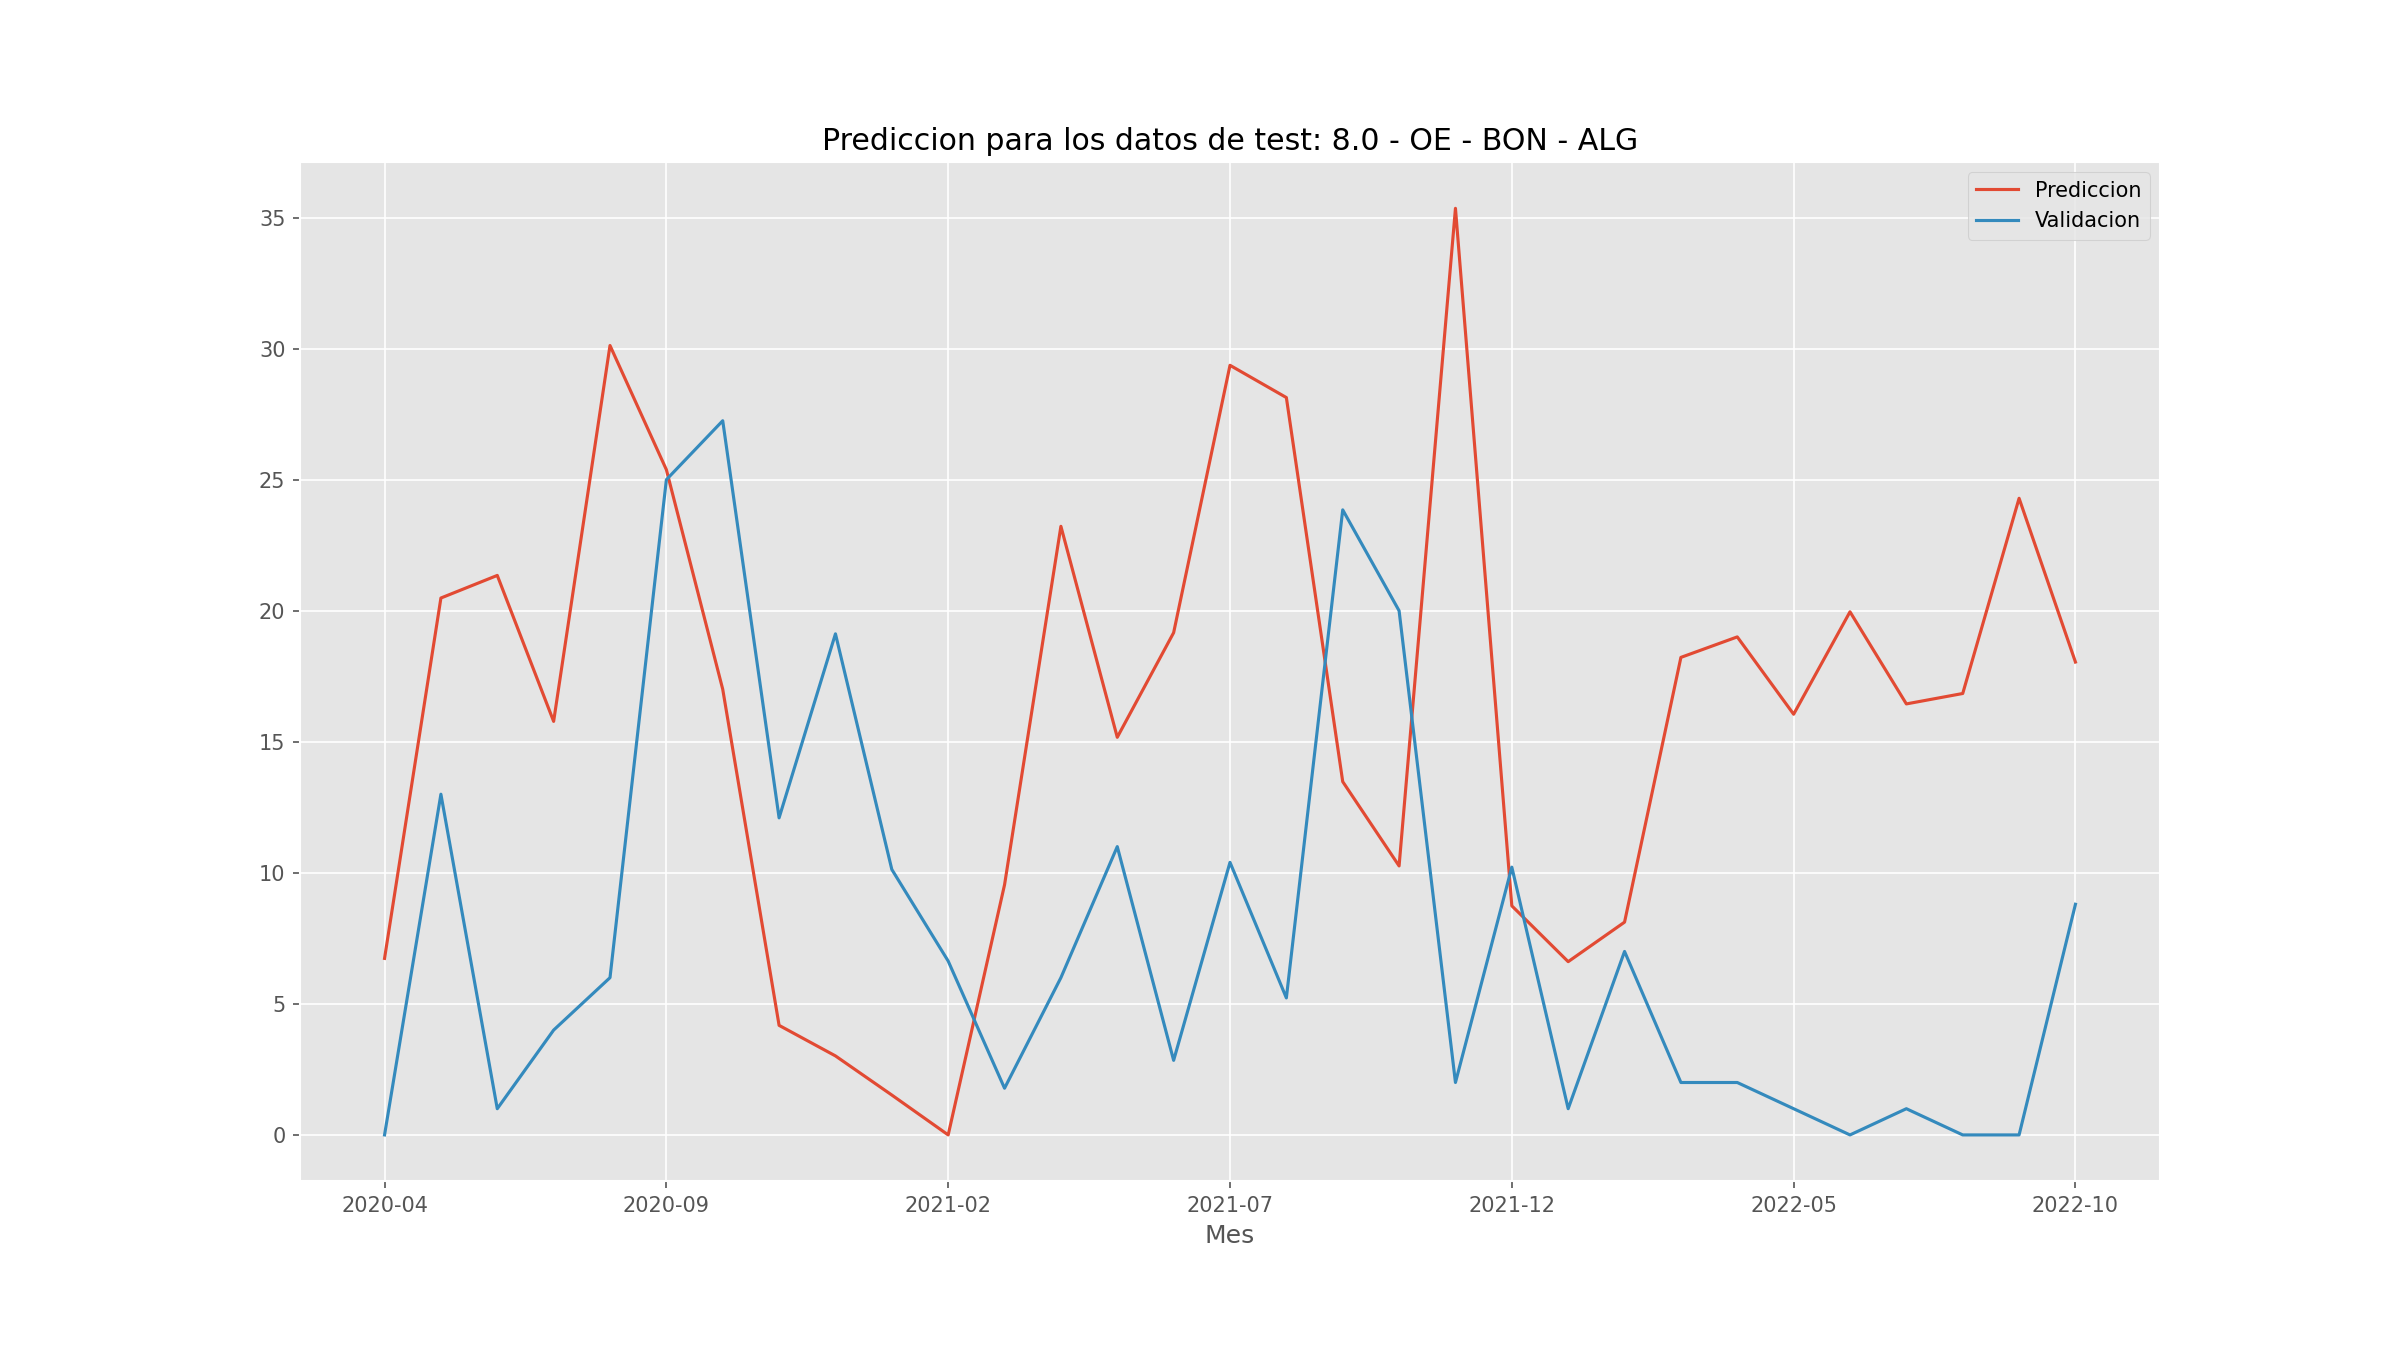 Prediccion para los datos de test: 8.0 - OE - BON - ALG
Prediccion
Validacion
35
30
25
20
15
10
5
0
2020-04 2020-09 2021-02 2021-07 2021-12 2022-05 2022-10
Mes